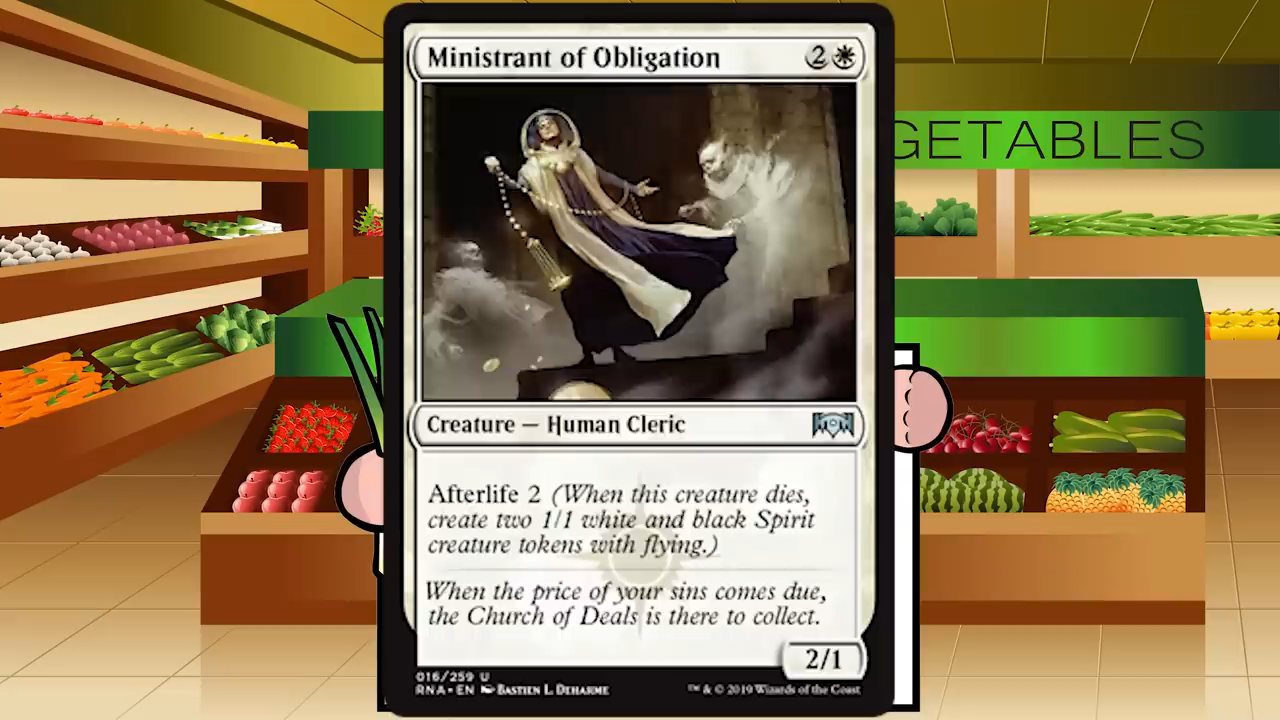 Ministrant of Obligation 2
GETABLES
Creature — Human Cleric
Afterlife 2 (When this creature dies,
create two 1/1 white and black Spirit
creature tokens with flying.)
When the price of your sins comes due,
the Church of Deals is there to collect.
2/1
016/259 U
RNA • EN Bastien L. Deharme
™ & © 2019 Wizards of the Coast